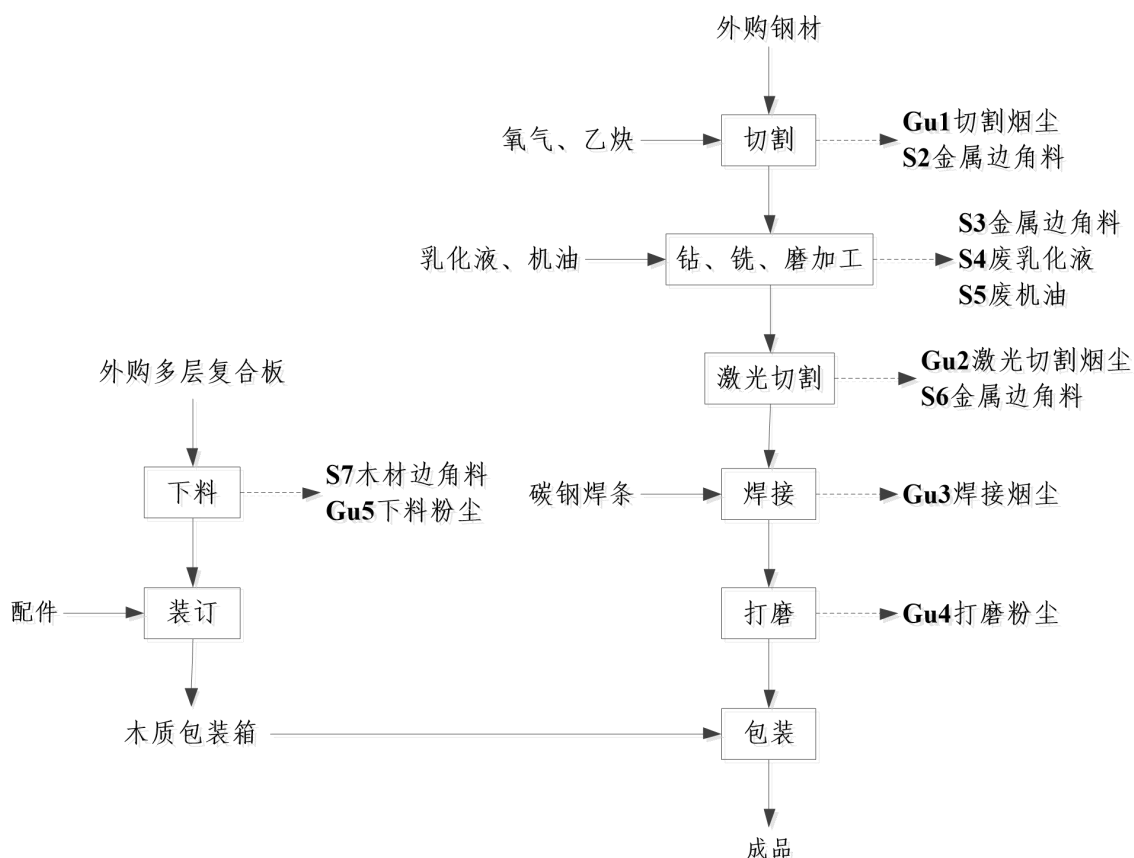 外购钢材
氧气、乙炔
切割
Gu1切割烟尘
S2金属边角料
乳化液、机油
钻、铣、磨加工
S3金属边角料
S4废乳化液
S5废机油
外购多层复合板
激光切割
Gu2激光切割烟尘
S6金属边角料
下料
S7木材边角料
Gu5下料粉尘
碳钢焊条
焊接
Gu3焊接烟尘
配件
装订
打磨
Gu4打磨粉尘
木质包装箱
包装
成品